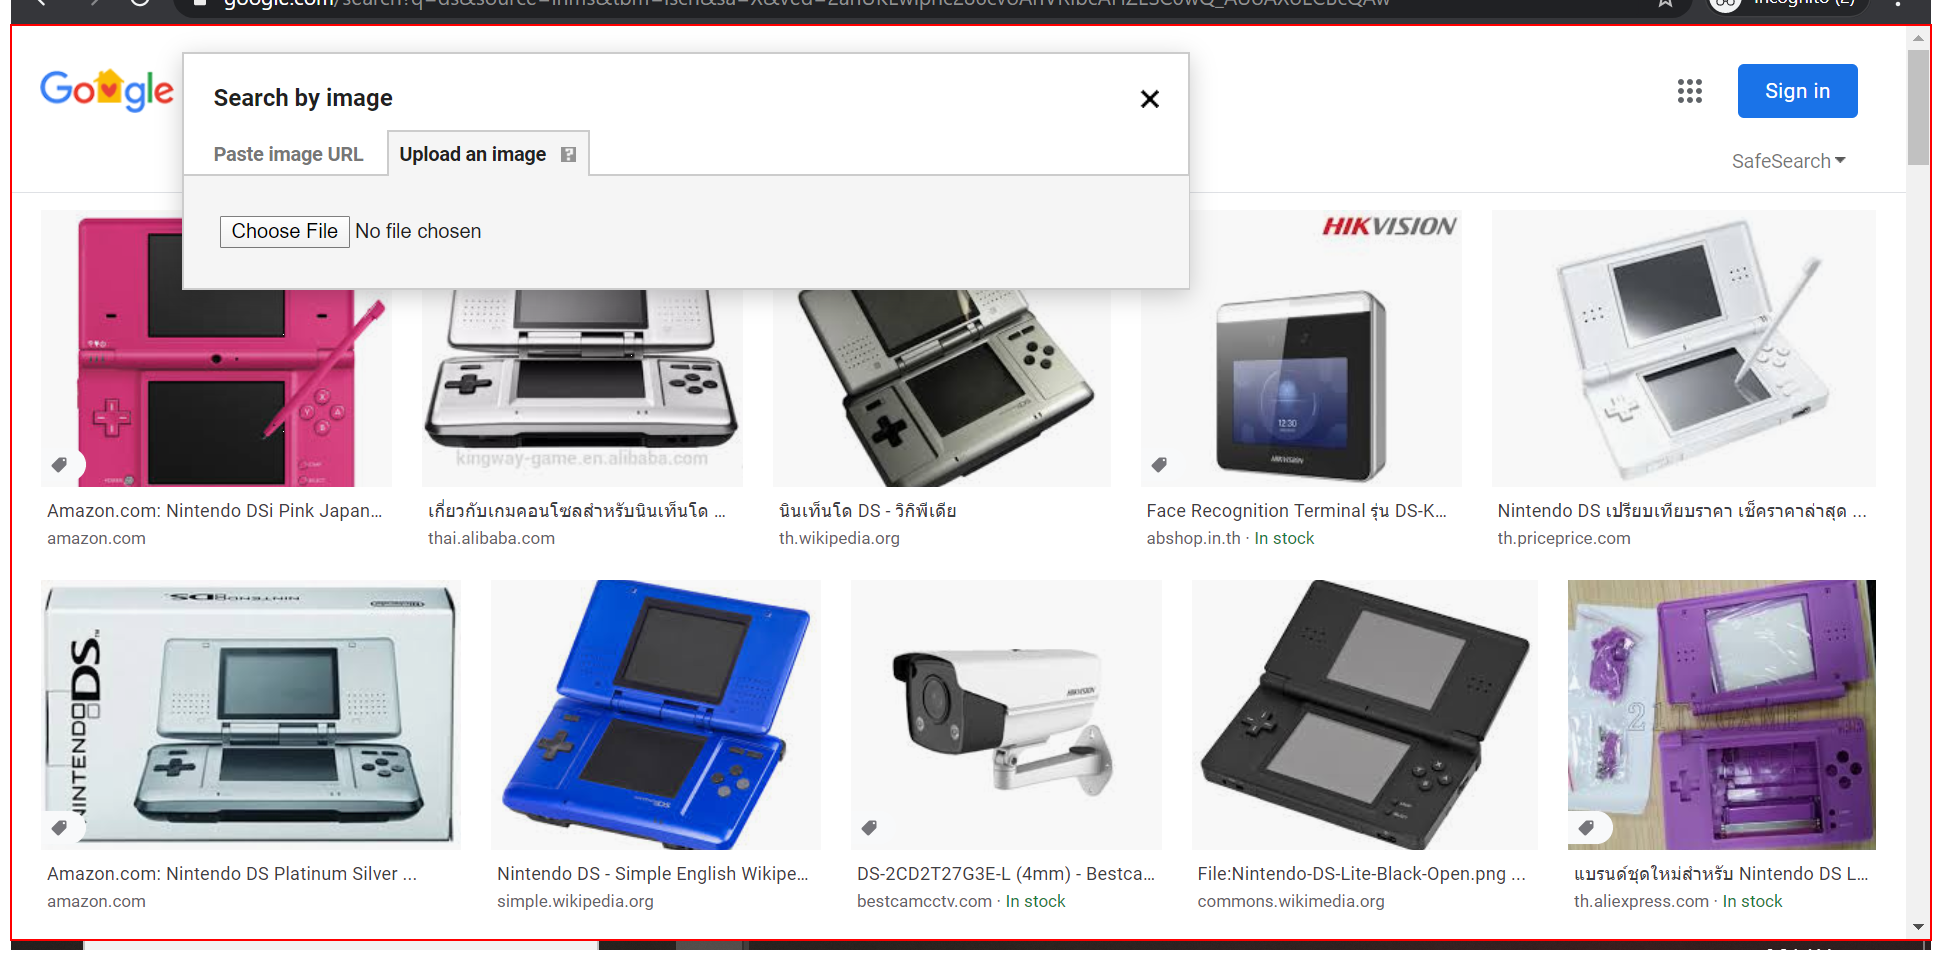 Incognito (2)
Google
Search by image
Sign in
Paste image URL
Upload an image
SafeSearch
Choose File No file chosen
HIKVISION
12:30
HIKVISION
kingway-game.en.alibaba.com
Amazon.com: Nintendo DSi Pink Japan...
amazon.com
เกี่ยวกับเกมคอนโซลสำหรับนินเท็นโด ...
thai.alibaba.com
นินเท็นโด DS - วิกิพีเดีย
th.wikipedia.org
Face Recognition Terminal รุ่น DS-K...
abshop.in.th · In stock
Nintendo DS เปรียบเทียบราคา เช็คราคาล่าสุด ...
th.priceprice.com
NINTENDO DS
Nintendo
NINTENDO DS™
HIKVISION
Amazon.com: Nintendo DS Platinum Silver ...
amazon.com
Nintendo DS - Simple English Wikipe...
simple.wikipedia.org
DS-2CD2T27G3E-L (4mm) - Bestca...
bestcamcctv.com · In stock
File:Nintendo-DS-Lite-Black-Open.png ...
commons.wikimedia.org
แบรนด์ชุดใหม่สำหรับ Nintendo DS L...
th.aliexpress.com · In stock